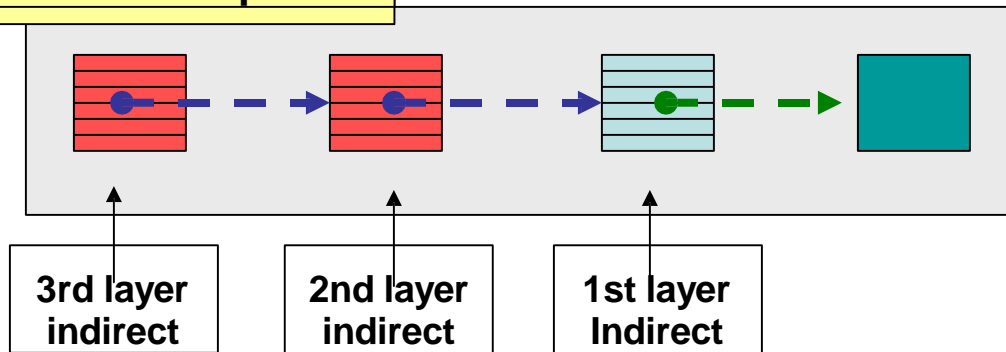 3rd layer
indirect
2nd layer
indirect
1st layer
Indirect